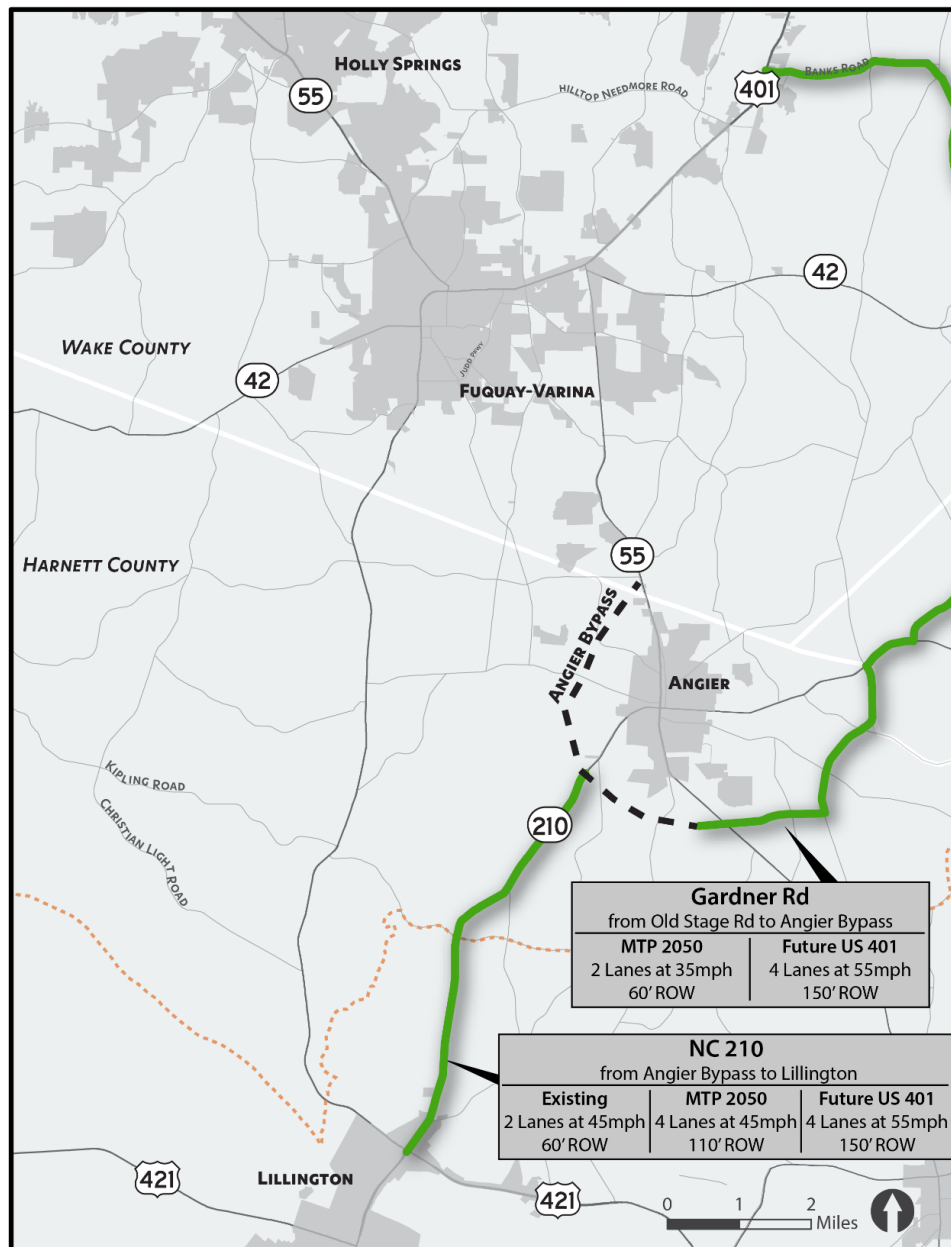 HOLLY SPRINGS
55
401
BANKS ROAD
HILLTOP NEEDMORE ROAD
42
WAKE COUNTY
42
JUDD PKWY
FUQUAY-VARINA
HARNETT COUNTY
55
ANGIER BYPASS
ANGIER
KIPLING ROAD
CHRISTIAN LIGHT ROAD
210
Gardner Rd
from Old Stage Rd to Angier Bypass
MTP 2050 Future US 401
2 Lanes at 35mph 4 Lanes at 55mph
60' ROW 150' ROW
NC 210
from Angier Bypass to Lillington
Existing MTP 2050 Future US 401
2 Lanes at 45mph 4 Lanes at 45mph 4 Lanes at 55mph
60' ROW 110' ROW 150' ROW
LILLINGTON
421
421
0 1 2
Miles